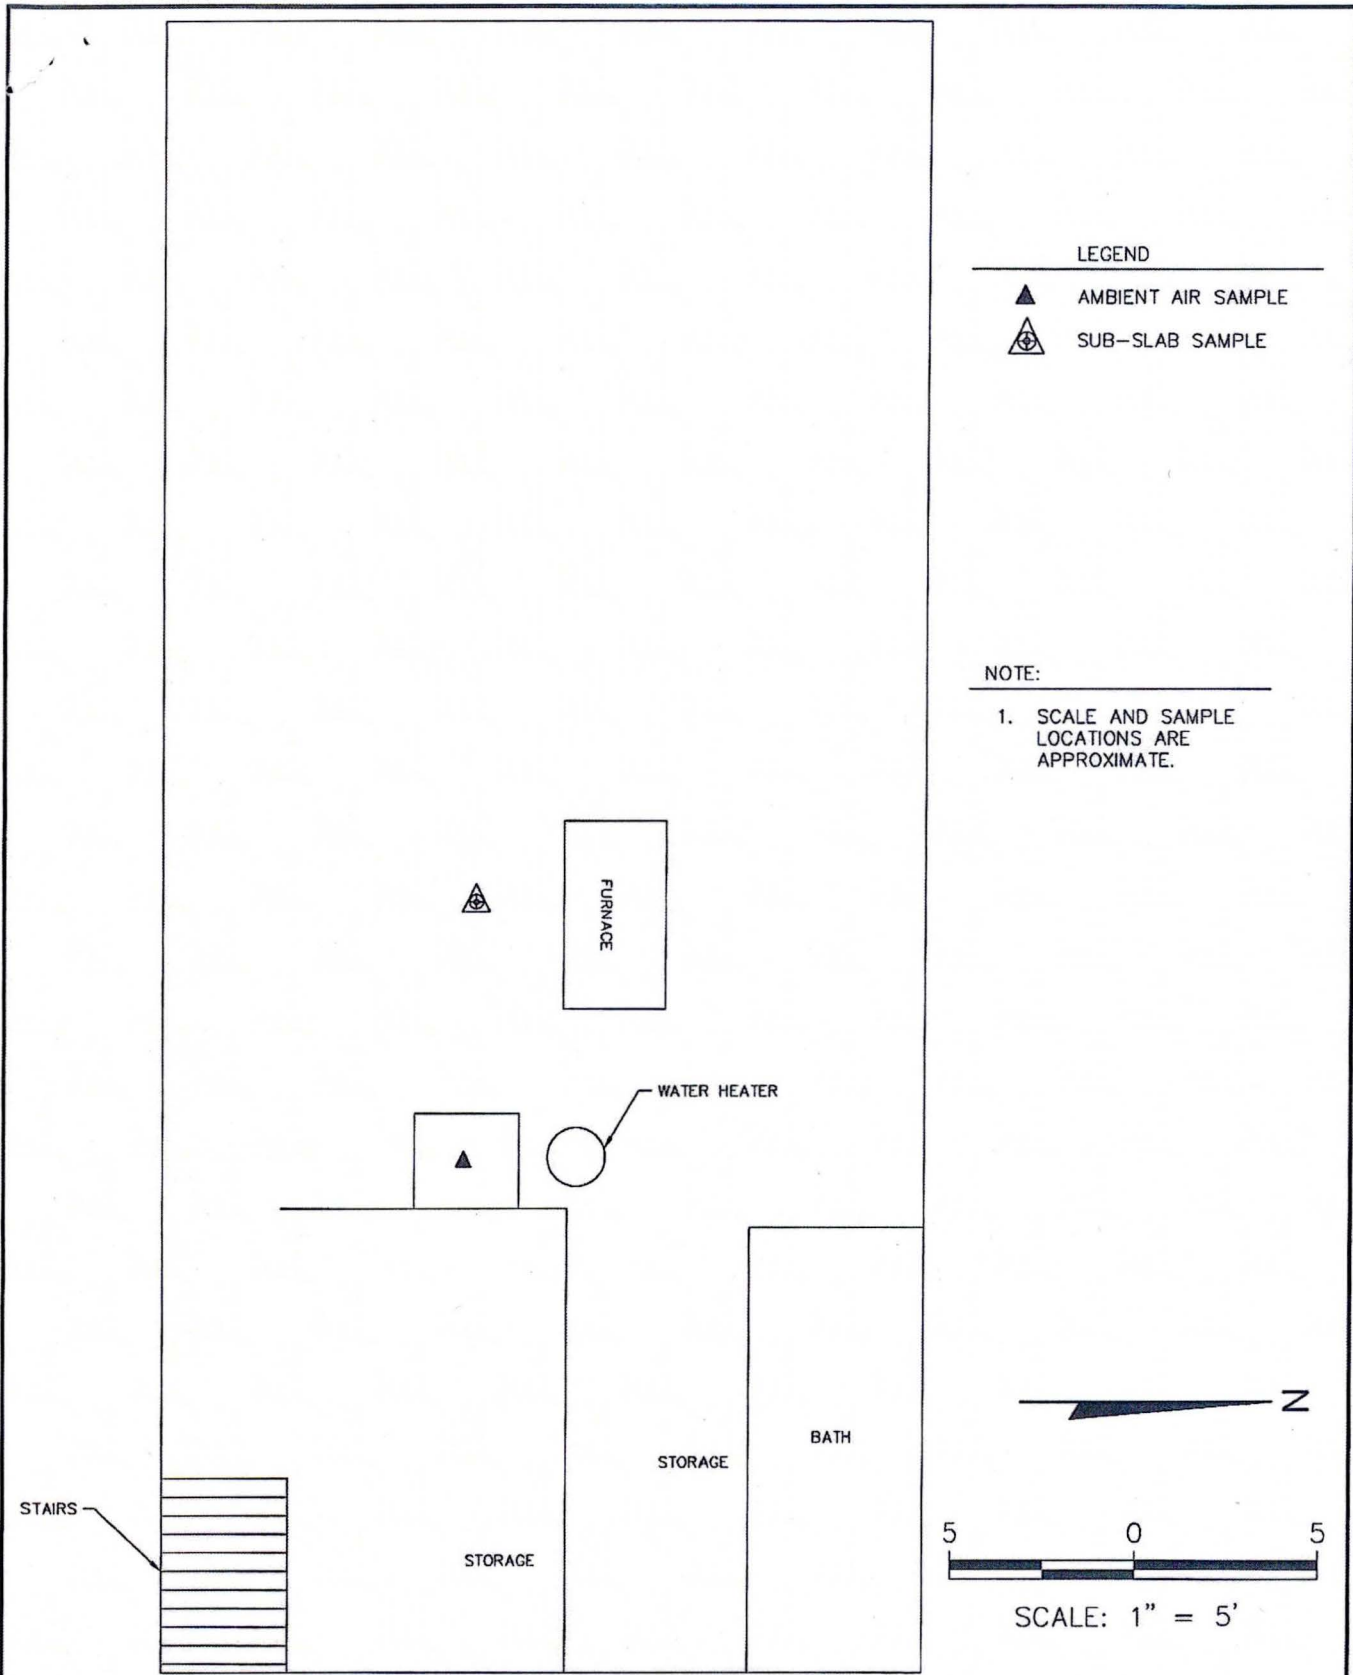 LEGEND
AMBIENT AIR SAMPLE
SUB-SLAB SAMPLE
NOTE:
1. SCALE AND SAMPLE
LOCATIONS ARE
APPROXIMATE.
FURNACE
WATER HEATER
N
BATH
STORAGE
STAIRS
STORAGE
5 0 5
SCALE: 1" = 5'